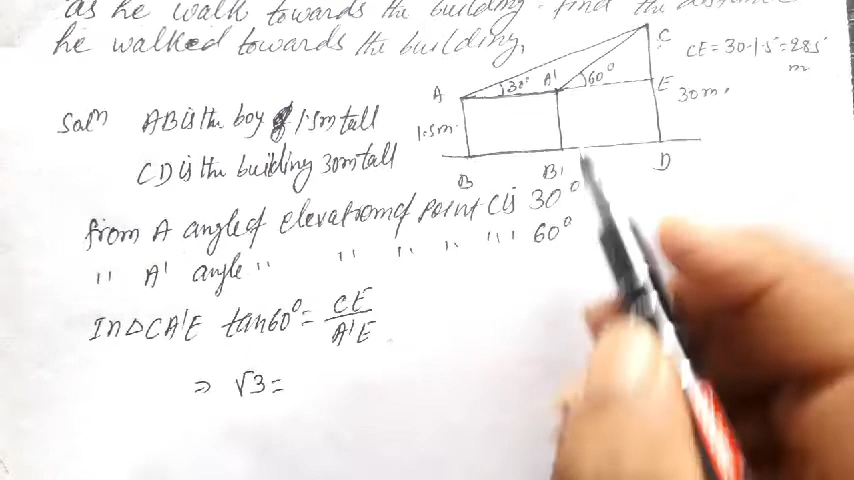 as he walk towards the building. find the distance
he walked towards the building.
Soln AB is the boy 1.5m tall
CD is the building 30m tall
from A angle of elevation of point C is 30°
" A' angle " " " " " 60°
In △CA'E tan60° = CE/A'E
⇒ √3 =
C
CE = 30-1.5 = 28.5
m
A
30°
A'
60°
E
30m.
1.5m.
B
B'
D